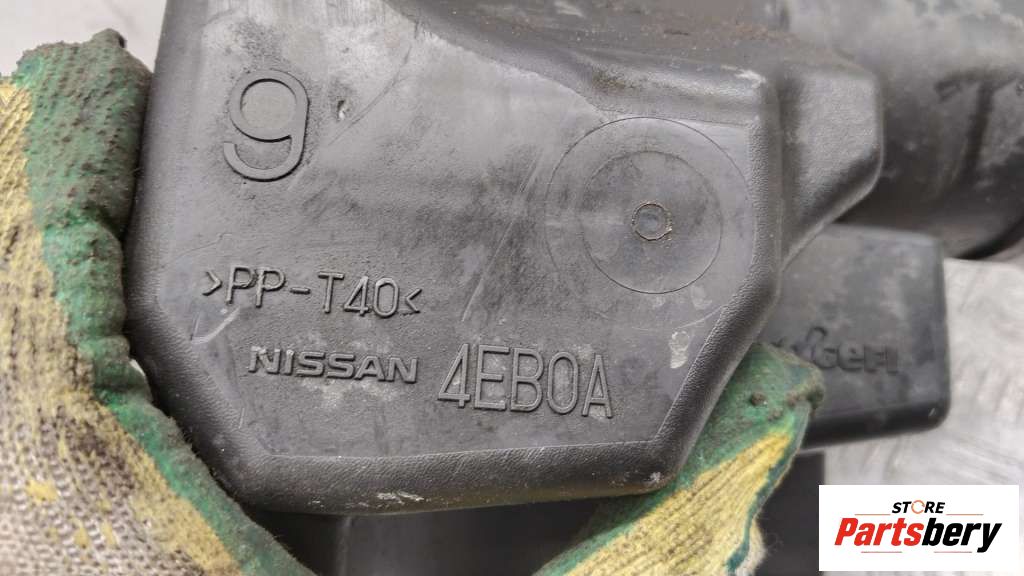 9
>PP-T40<
NISSAN 4EB0A
STORE
Partsbery